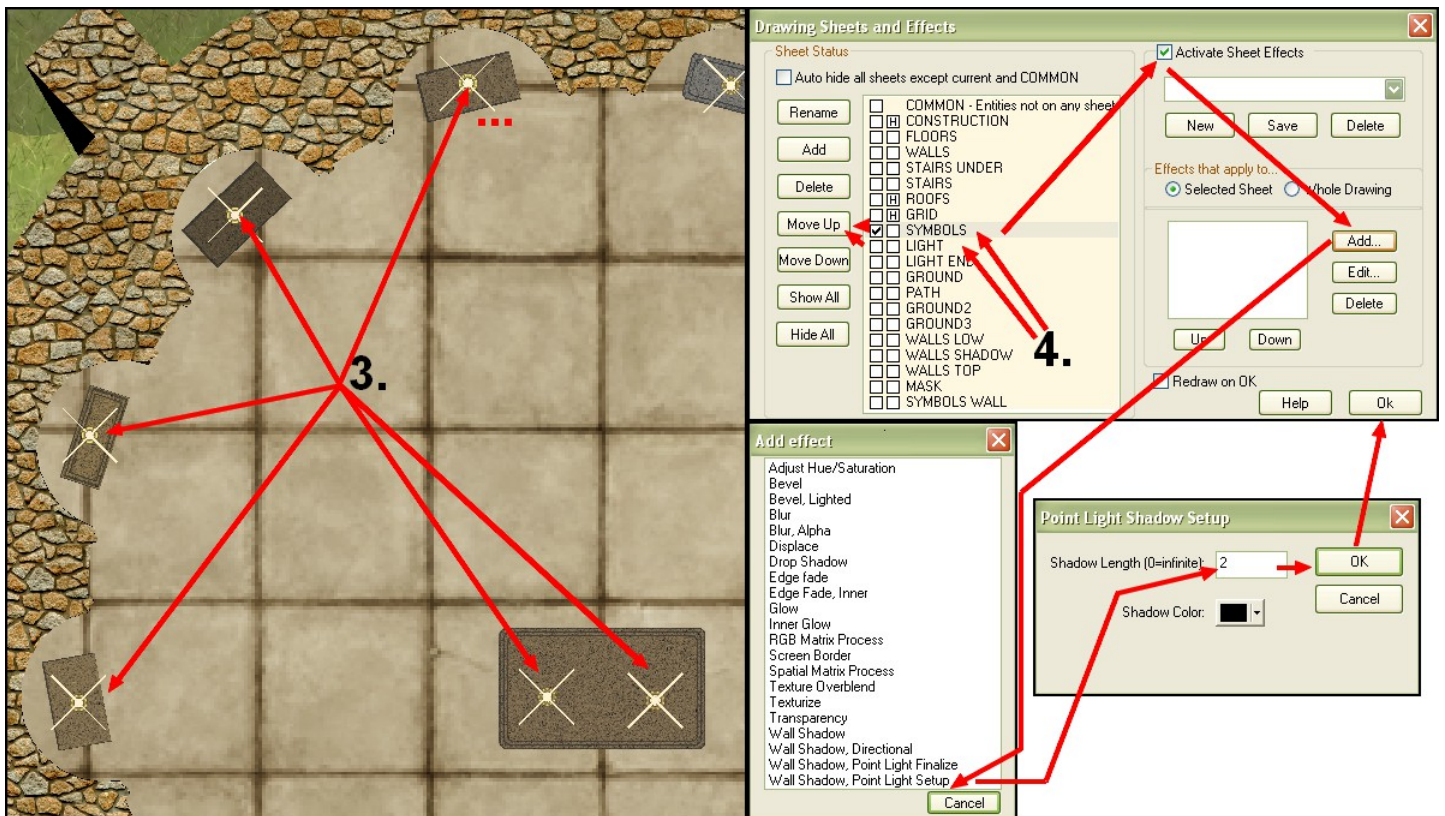 3.
...
Drawing Sheets and Effects
Sheet Status
Auto hide all sheets except current and COMMON
Rename
Add
Delete
Move Up
Move Down
Show All
Hide All
COMMON - Entities not on any sheet
H CONSTRUCTION
FLOORS
WALLS
STAIRS UNDER
STAIRS
H ROOFS
H GRID
SYMBOLS
LIGHT
LIGHT END
GROUND
PATH
GROUND2
GROUND3
WALLS LOW
WALLS SHADOW
WALLS TOP
MASK
SYMBOLS WALL
4.
Activate Sheet Effects
New Save Delete
Effects that apply to...
Selected Sheet Whole Drawing
Add...
Edit...
Delete
Up Down
Redraw on OK
Help Ok
Add effect
Adjust Hue/Saturation
Bevel
Bevel, Lighted
Blur
Blur, Alpha
Displace
Drop Shadow
Edge fade
Edge Fade, Inner
Glow
Inner Glow
RGB Matrix Process
Screen Border
Spatial Matrix Process
Texture Overblend
Texturize
Transparency
Wall Shadow
Wall Shadow, Directional
Wall Shadow, Point Light Finalize
Wall Shadow, Point Light Setup
Cancel
Point Light Shadow Setup
Shadow Length (0=infinite): 2
OK
Shadow Color:
Cancel